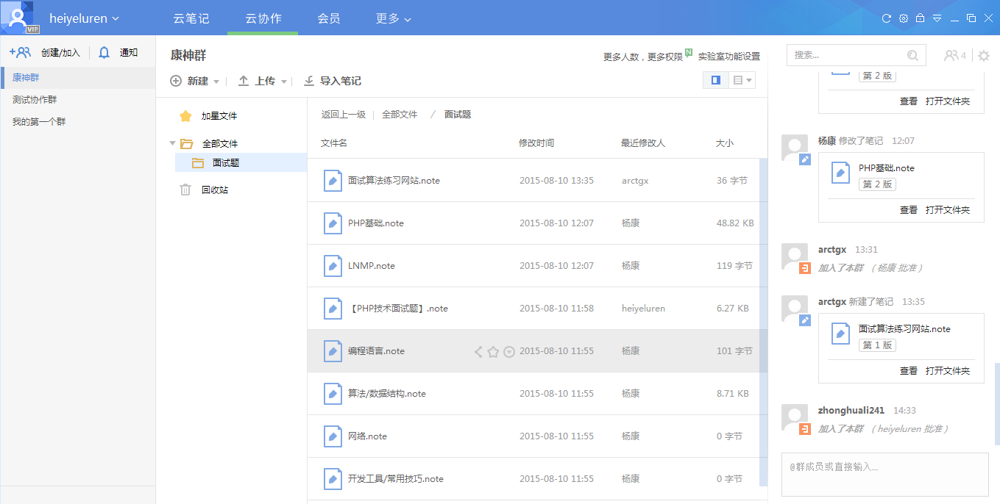 VIP
heiyeluren
云笔记 云协作 会员 更多
创建/加入 通知
康神群
测试协作群
我的第一个群
康神群
更多人数，更多权限 N 实验室功能设置
新建 上传 导入笔记
加星文件
全部文件
面试题
回收站
返回上一级 全部文件 / 面试题
文件名 修改时间 最近修改人 大小
面试算法练习网站.note 2015-08-10 13:35 arctgx 36 字节
PHP基础.note 2015-08-10 12:07 杨康 48.82 KB
LNMP.note 2015-08-10 12:07 杨康 119 字节
【PHP技术面试题】.note 2015-08-10 11:58 heiyeluren 6.27 KB
编程语言.note 2015-08-10 11:55 杨康 101 字节
算法/数据结构.note 2015-08-10 11:55 杨康 8.71 KB
网络.note 2015-08-10 11:55 杨康 0 字节
开发工具/常用技巧.note 2015-08-10 11:55 杨康 0 字节
搜索... 4
第 2 版
查看 打开文件夹
杨康 修改了笔记 12:07
PHP基础.note
第 2 版
查看 打开文件夹
arctgx 13:31
加入了本群 （ 杨康 批准 ）
arctgx 新建了笔记 13:35
面试算法练习网站.note
第 1 版
查看 打开文件夹
zhonghuali241 14:33
加入了本群 （ heiyeluren 批准 ）
@群成员或直接输入...